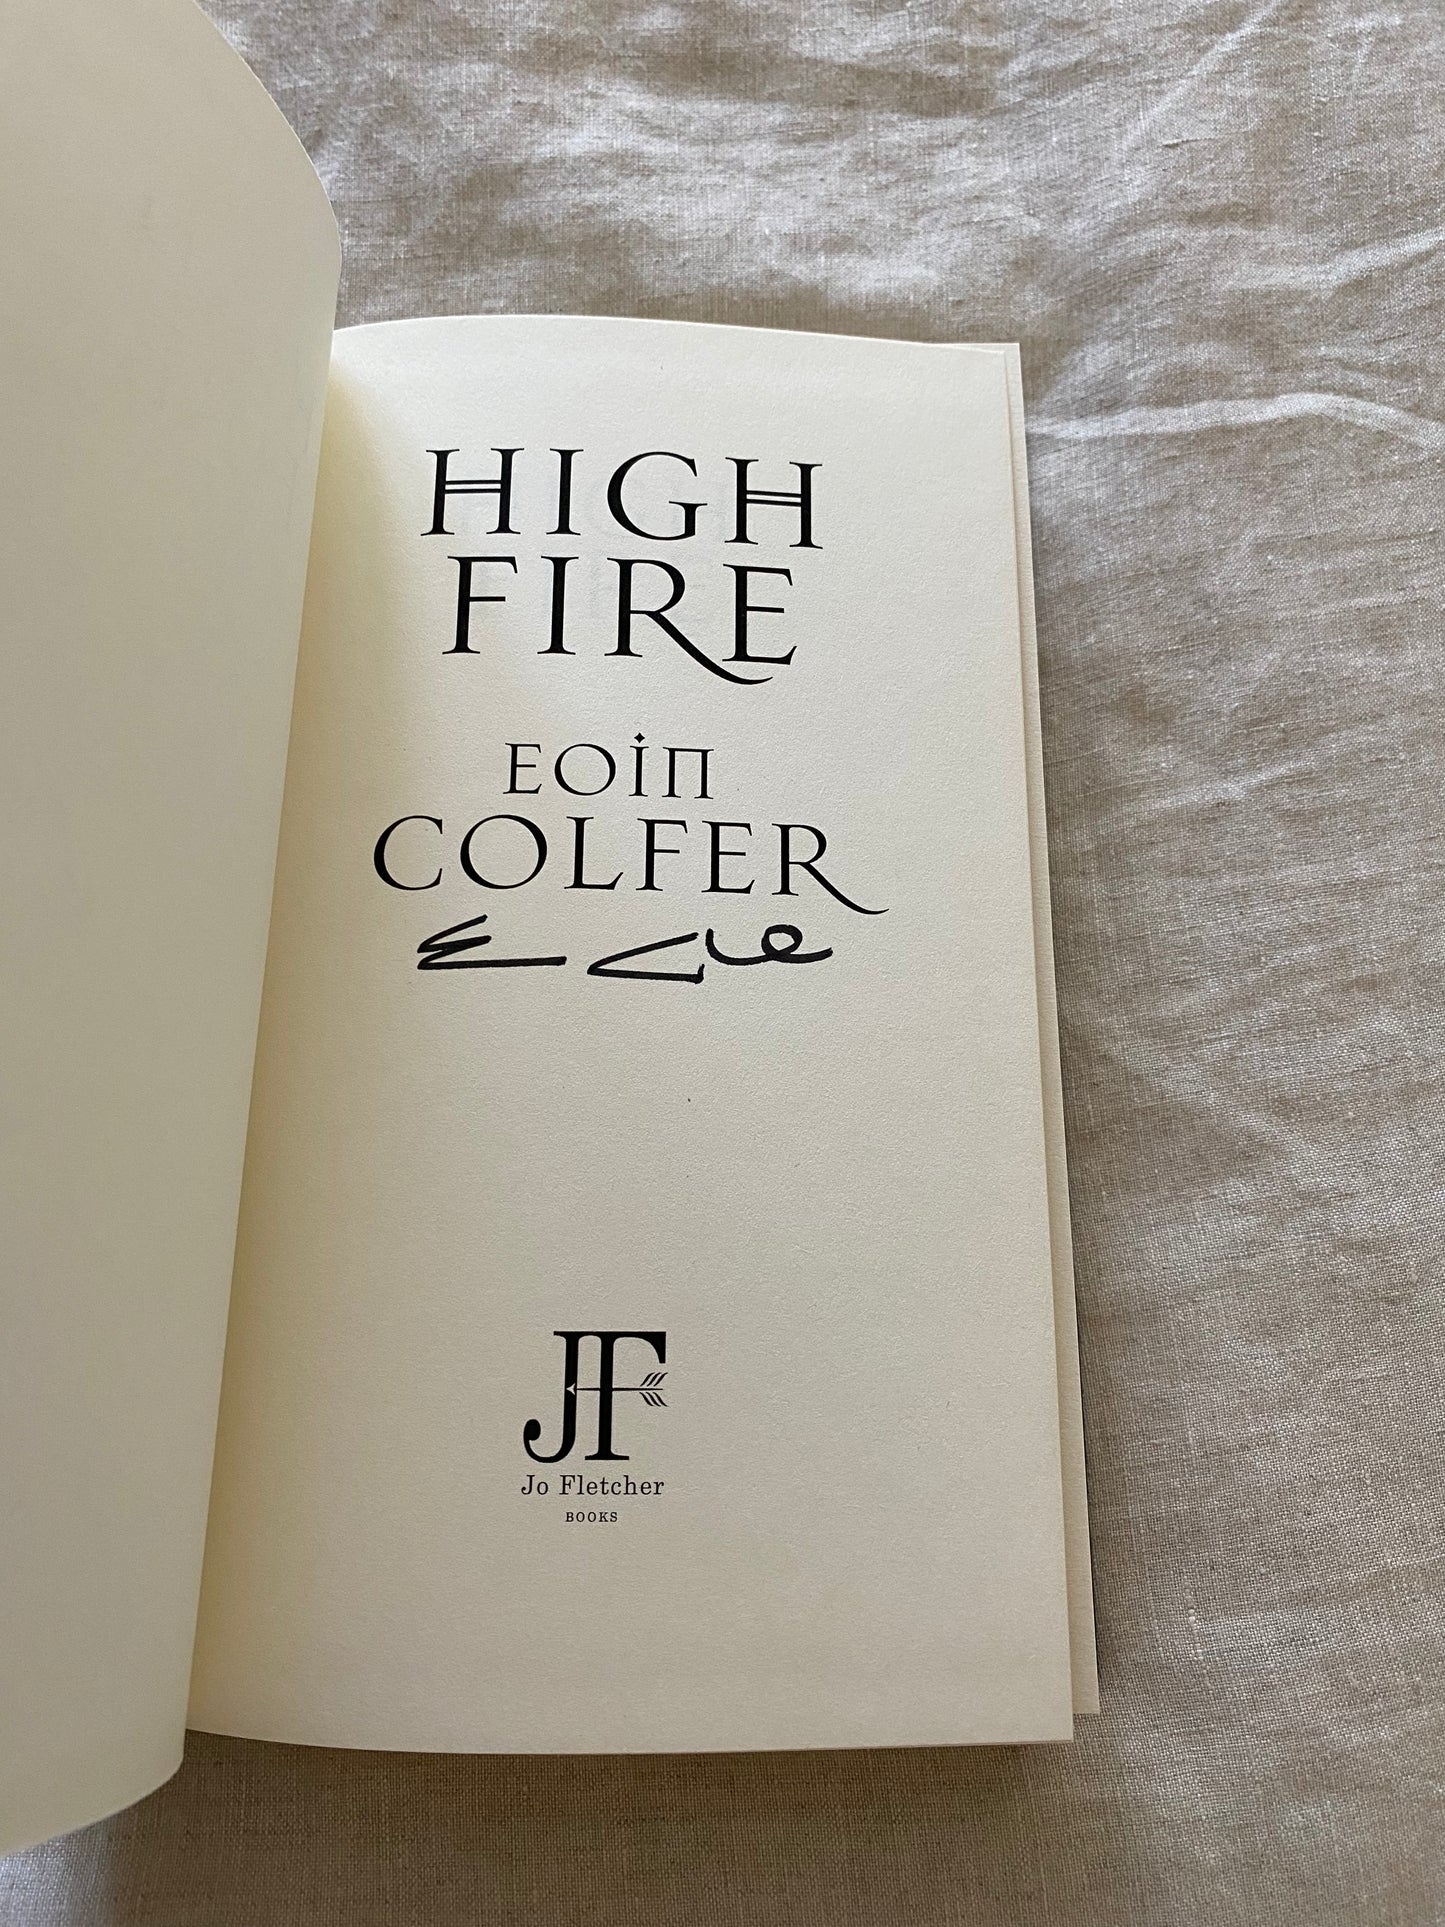 HIGH
FIRE
EOiN
COLFER
JF
Jo Fletcher
BOOKS